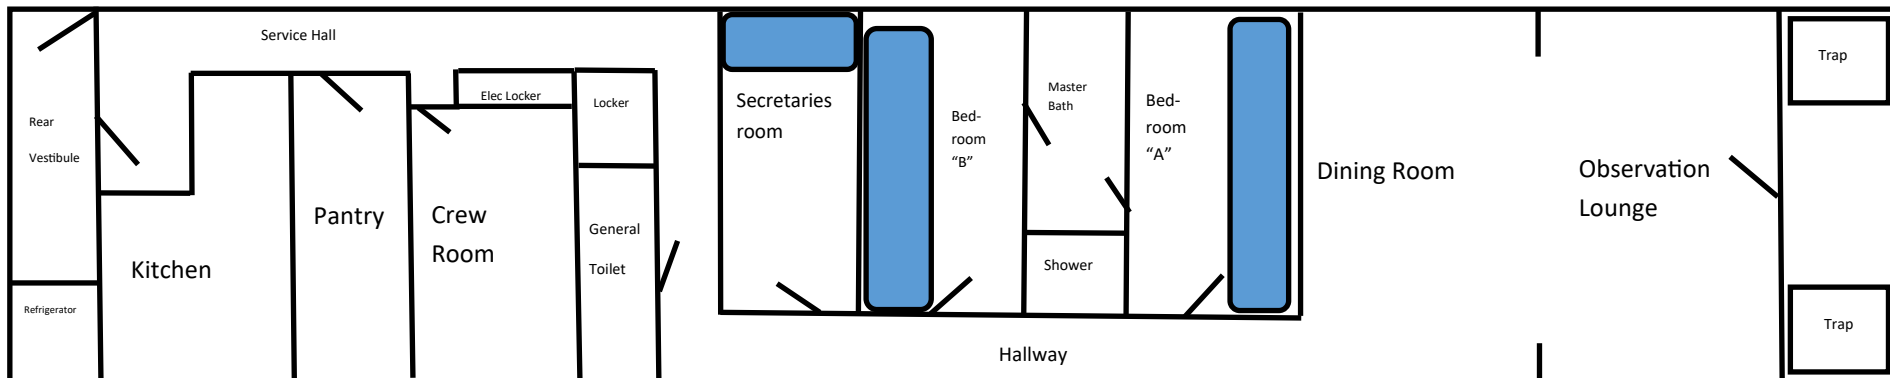 Service Hall
Rear
Vestibule
Refrigerator
Kitchen
Pantry
Crew
Room
Elec Locker
Locker
General
Toilet
Secretaries
room
Bed-
room
“B”
Master
Bath
Shower
Bed-
room
“A”
Hallway
Dining Room
Observation
Lounge
Trap
Trap